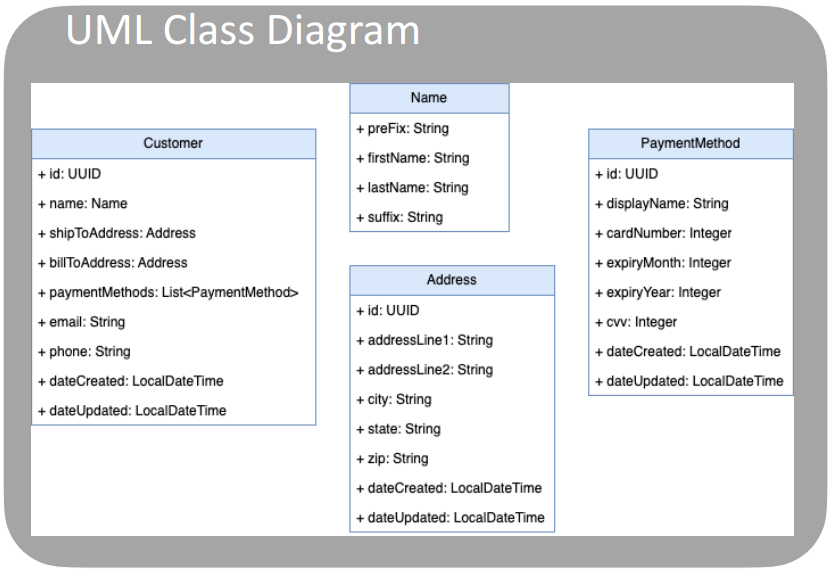 UML Class Diagram
Customer
+ id: UUID
+ name: Name
+ shipToAddress: Address
+ billToAddress: Address
+ paymentMethods: List<PaymentMethod>
+ email: String
+ phone: String
+ dateCreated: LocalDateTime
+ dateUpdated: LocalDateTime
Name
+ preFix: String
+ firstName: String
+ lastName: String
+ suffix: String
Address
+ id: UUID
+ addressLine1: String
+ addressLine2: String
+ city: String
+ state: String
+ zip: String
+ dateCreated: LocalDateTime
+ dateUpdated: LocalDateTime
PaymentMethod
+ id: UUID
+ displayName: String
+ cardNumber: Integer
+ expiryMonth: Integer
+ expiryYear: Integer
+ cvv: Integer
+ dateCreated: LocalDateTime
+ dateUpdated: LocalDateTime